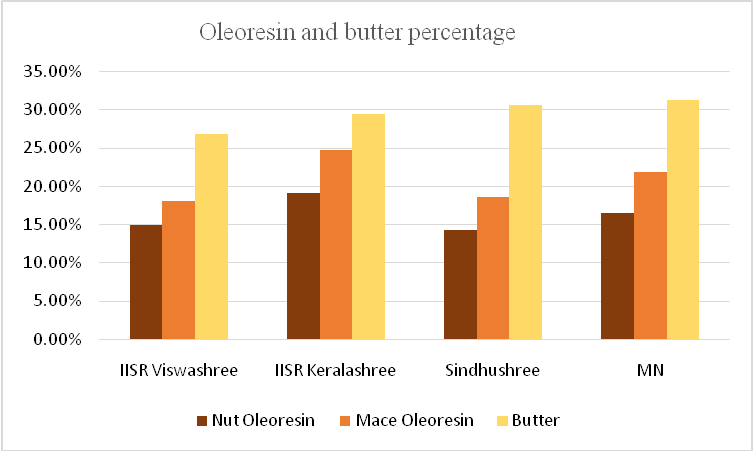 Oleoresin and butter percentage
35.00%
30.00%
25.00%
20.00%
15.00%
10.00%
5.00%
0.00%
IISR Viswashree IISR Keralashree Sindhushree MN
Nut Oleoresin Mace Oleoresin Butter